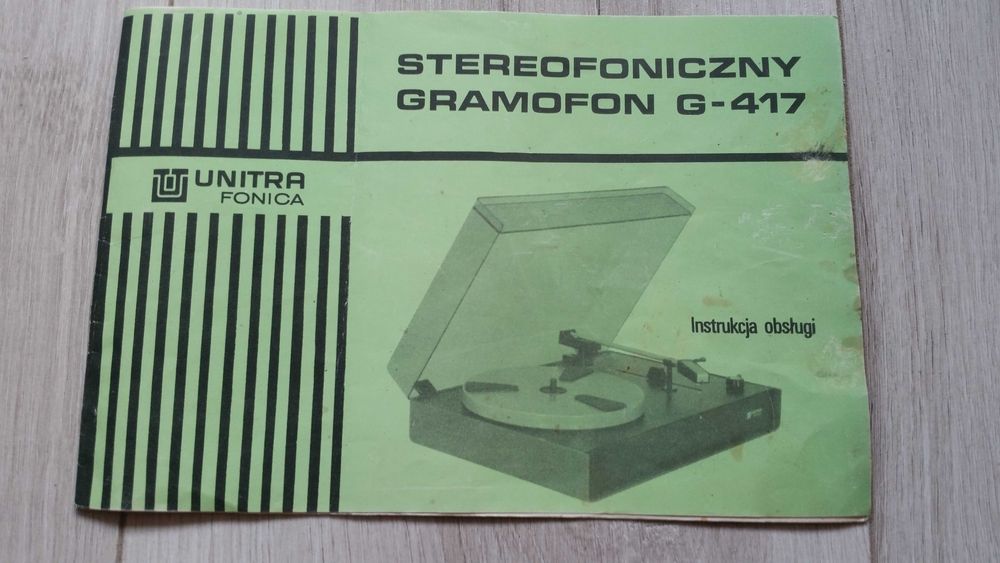 STEREOFONICZNY
GRAMOFON G-417
UNITRA
FONICA
Instrukcja obsługi